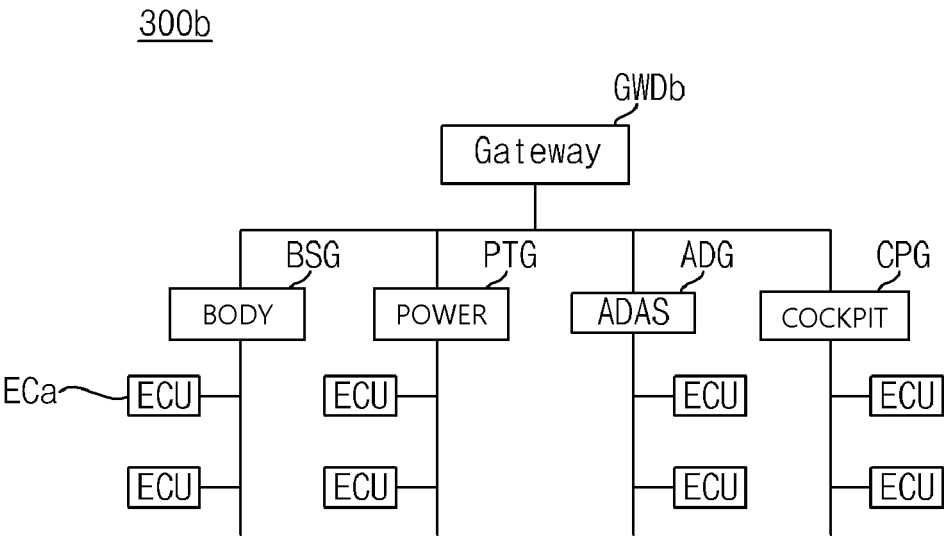 300b
GWDb
Gateway
BSG
PTG
ADG
CPG
BODY
POWER
ADAS
COCKPIT
ECa
ECU
ECU
ECU
ECU
ECU
ECU
ECU
ECU